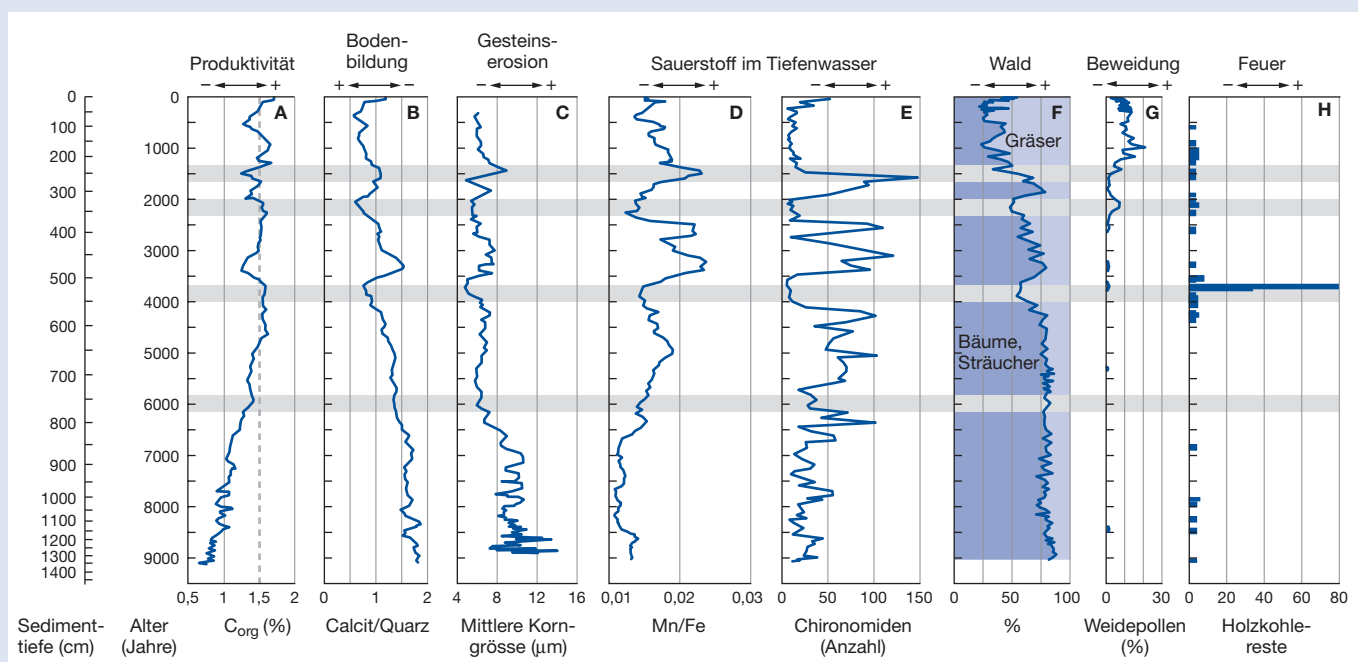 Boden-
bildung
Gesteins-
erosion
Produktivität
Sauerstoff im Tiefenwasser
Wald
Beweidung
Feuer
− +
+ −
− +
− +
− +
− +
− +
A
B
C
D
E
F
G
H
Gräser
Bäume,
Sträucher
0
100
200
300
400
500
600
700
800
900
1000
1100
1200
1300
1400
0
1000
2000
3000
4000
5000
6000
7000
8000
9000
0,5 1 1,5 2
0 1 2
4 8 12 16
0,01 0,02 0,03
0 50 100 150
0 50 100
0 30
0 20 40 60 80
Sediment-
tiefe (cm)
Alter
(Jahre)
Corg (%)
Calcit/Quarz
Mittlere Korn-
grösse (µm)
Mn/Fe
Chironomiden
(Anzahl)
%
Weidepollen
(%)
Holzkohle-
reste